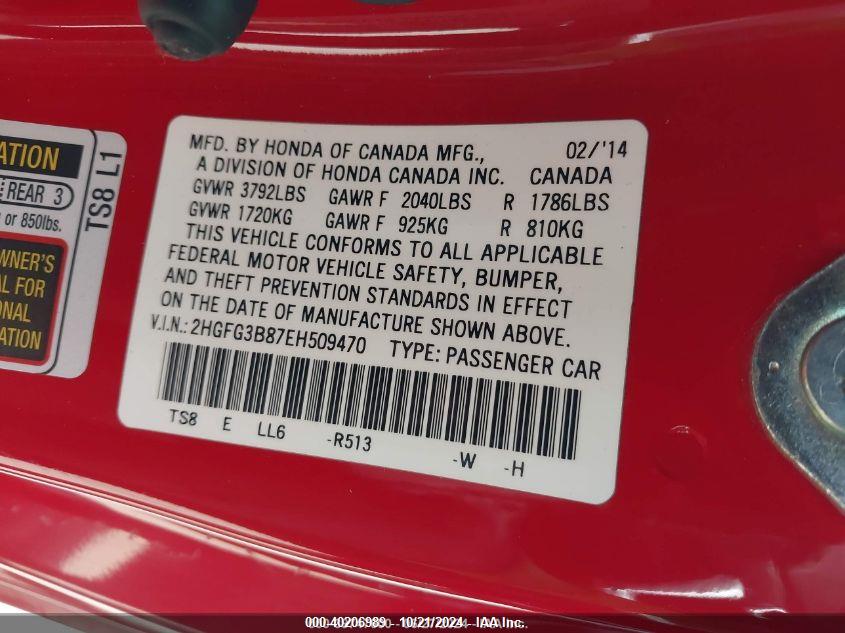 ATION
REAR 3
or 850lbs.
WNER'S
AL FOR
ONAL
ATION
TS8 L1
MFD. BY HONDA OF CANADA MFG., 02/'14
A DIVISION OF HONDA CANADA INC. CANADA
GVWR 3792LBS GAWR F 2040LBS R 1786LBS
GVWR 1720KG GAWR F 925KG R 810KG
THIS VEHICLE CONFORMS TO ALL APPLICABLE
FEDERAL MOTOR VEHICLE SAFETY, BUMPER,
AND THEFT PREVENTION STANDARDS IN EFFECT
ON THE DATE OF MANUFACTURE SHOWN ABOVE.
V.I.N.: 2HGFG3B87EH509470 TYPE: PASSENGER CAR
TS8 E LL6 -R513 -W -H
000-40206989 - 10/21/2024 - IAA Inc.